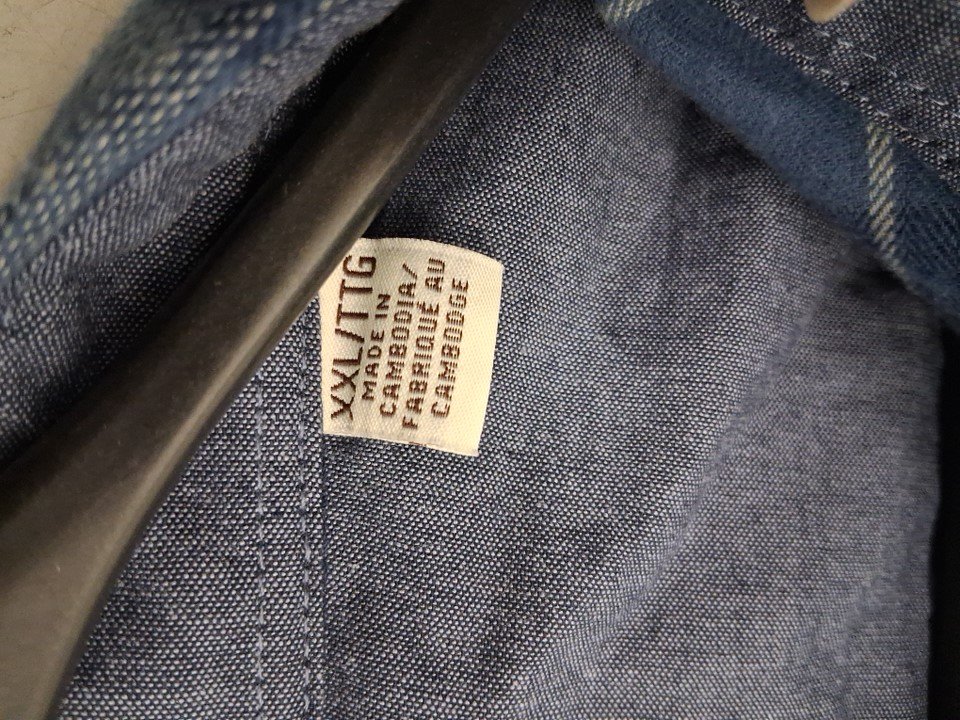 XXL/TTG
MADE IN
CAMBODIA/
FABRIQUÉ AU
CAMBODGE